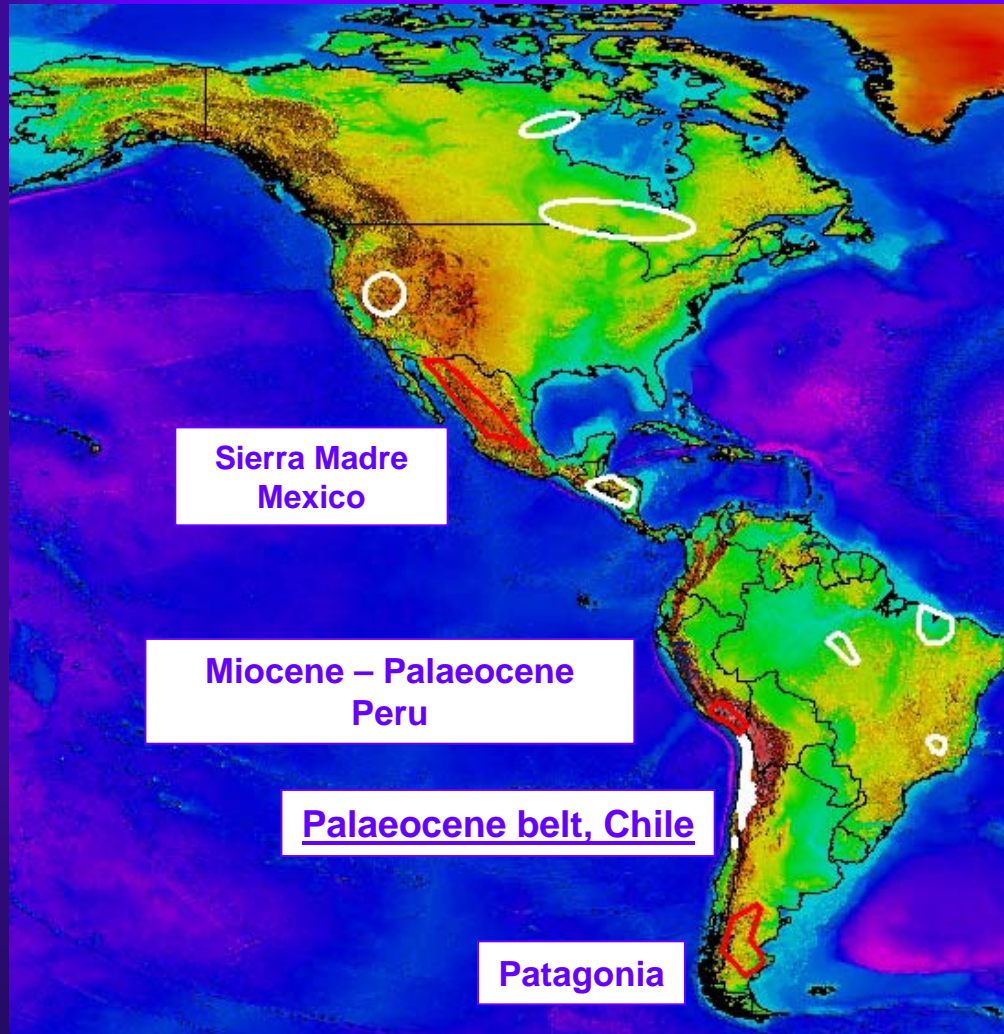 Sierra Madre
Mexico
Miocene – Palaeocene
Peru
Palaeocene belt, Chile
Patagonia